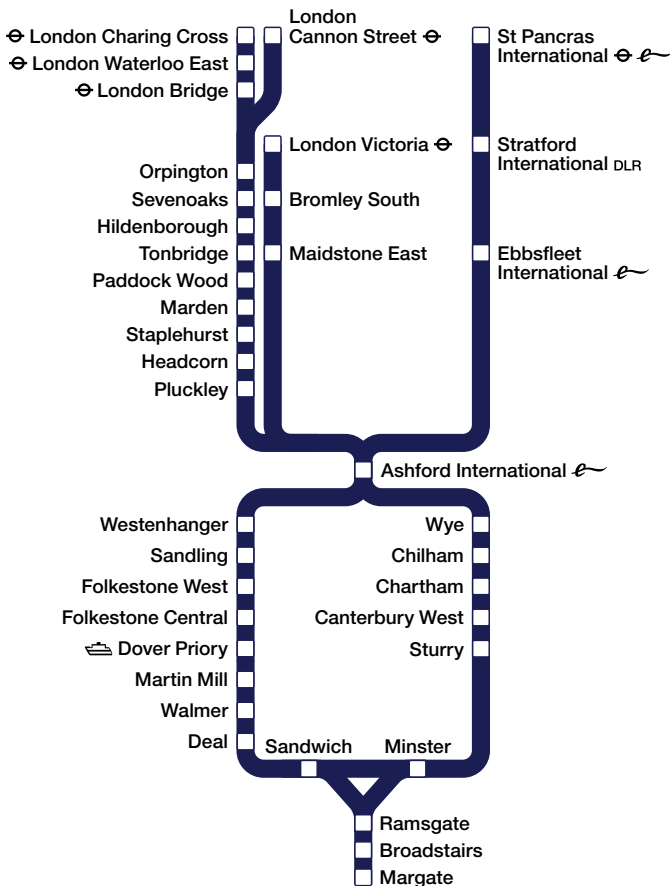 London Charing Cross
London Waterloo East
London Bridge
London
Cannon Street
St Pancras
International
London Victoria
Stratford
International DLR
Orpington
Sevenoaks
Bromley South
Hildenborough
Tonbridge
Maidstone East
Ebbsfleet
International
Paddock Wood
Marden
Staplehurst
Headcorn
Pluckley
Ashford International
Westenhanger
Sandling
Folkestone West
Folkestone Central
Dover Priory
Martin Mill
Walmer
Deal
Wye
Chilham
Chartham
Canterbury West
Sturry
Sandwich
Minster
Ramsgate
Broadstairs
Margate